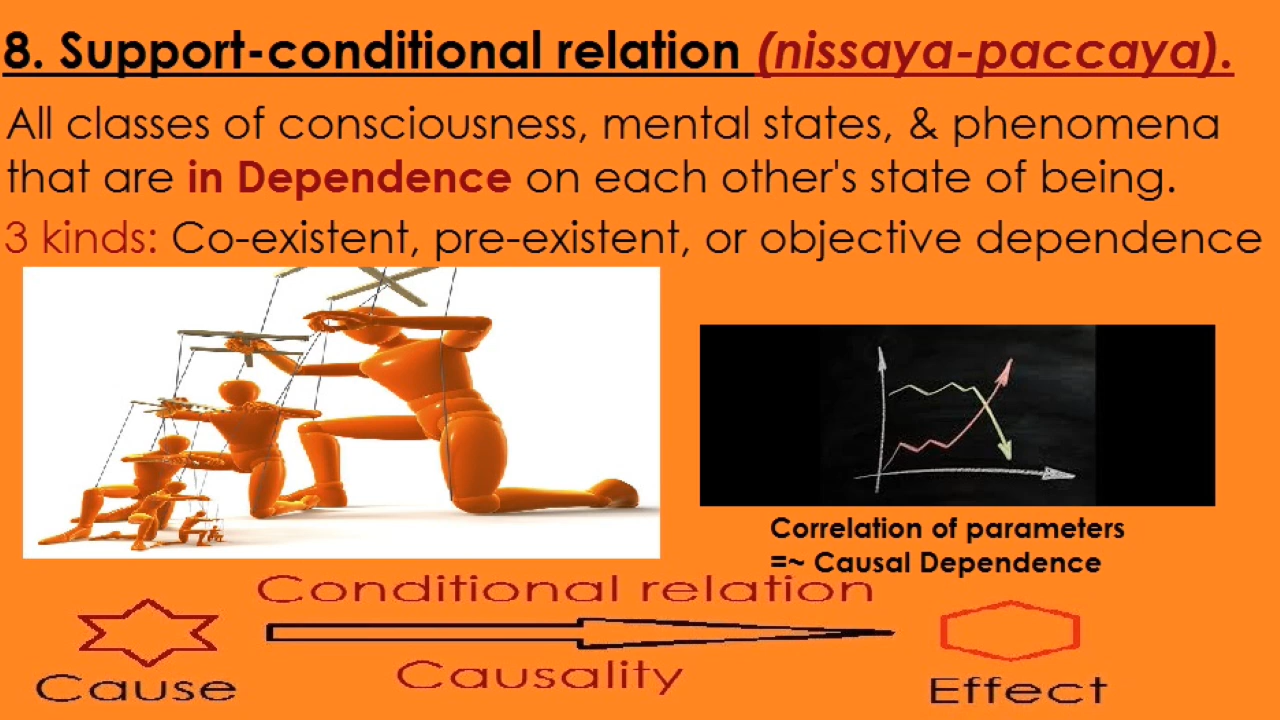 8. Support-conditional relation (nissaya-paccaya).
All classes of consciousness, mental states, & phenomena
that are in Dependence on each other's state of being.
3 kinds: Co-existent, pre-existent, or objective dependence
Correlation of parameters
=~ Causal Dependence
Conditional relation
Causality
Cause
Effect